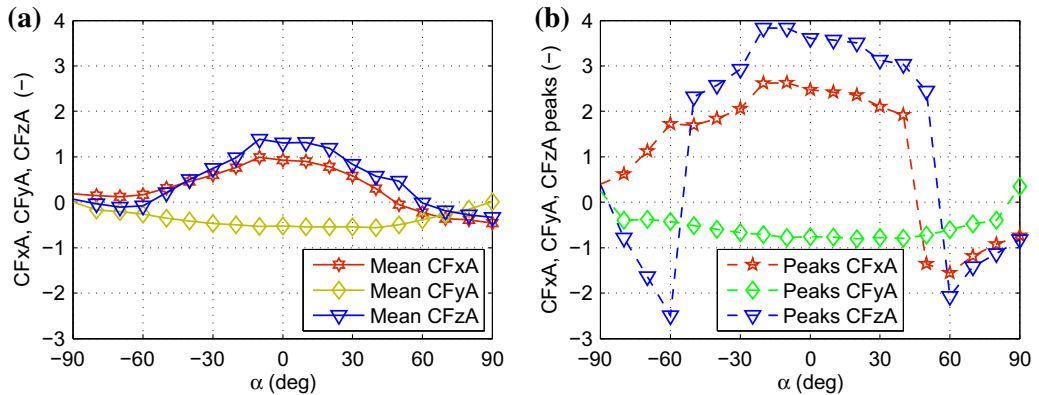 (a)
CFxA, CFyA, CFzA (−)
4
3
2
1
0
−1
−2
−3
−90
−60
−30
0
30
60
90
α (deg)
Mean CFxA
Mean CFyA
Mean CFzA
(b)
CFxA, CFyA, CFzA peaks (−)
4
3
2
1
0
−1
−2
−3
−90
−60
−30
0
30
60
90
α (deg)
Peaks CFxA
Peaks CFyA
Peaks CFzA